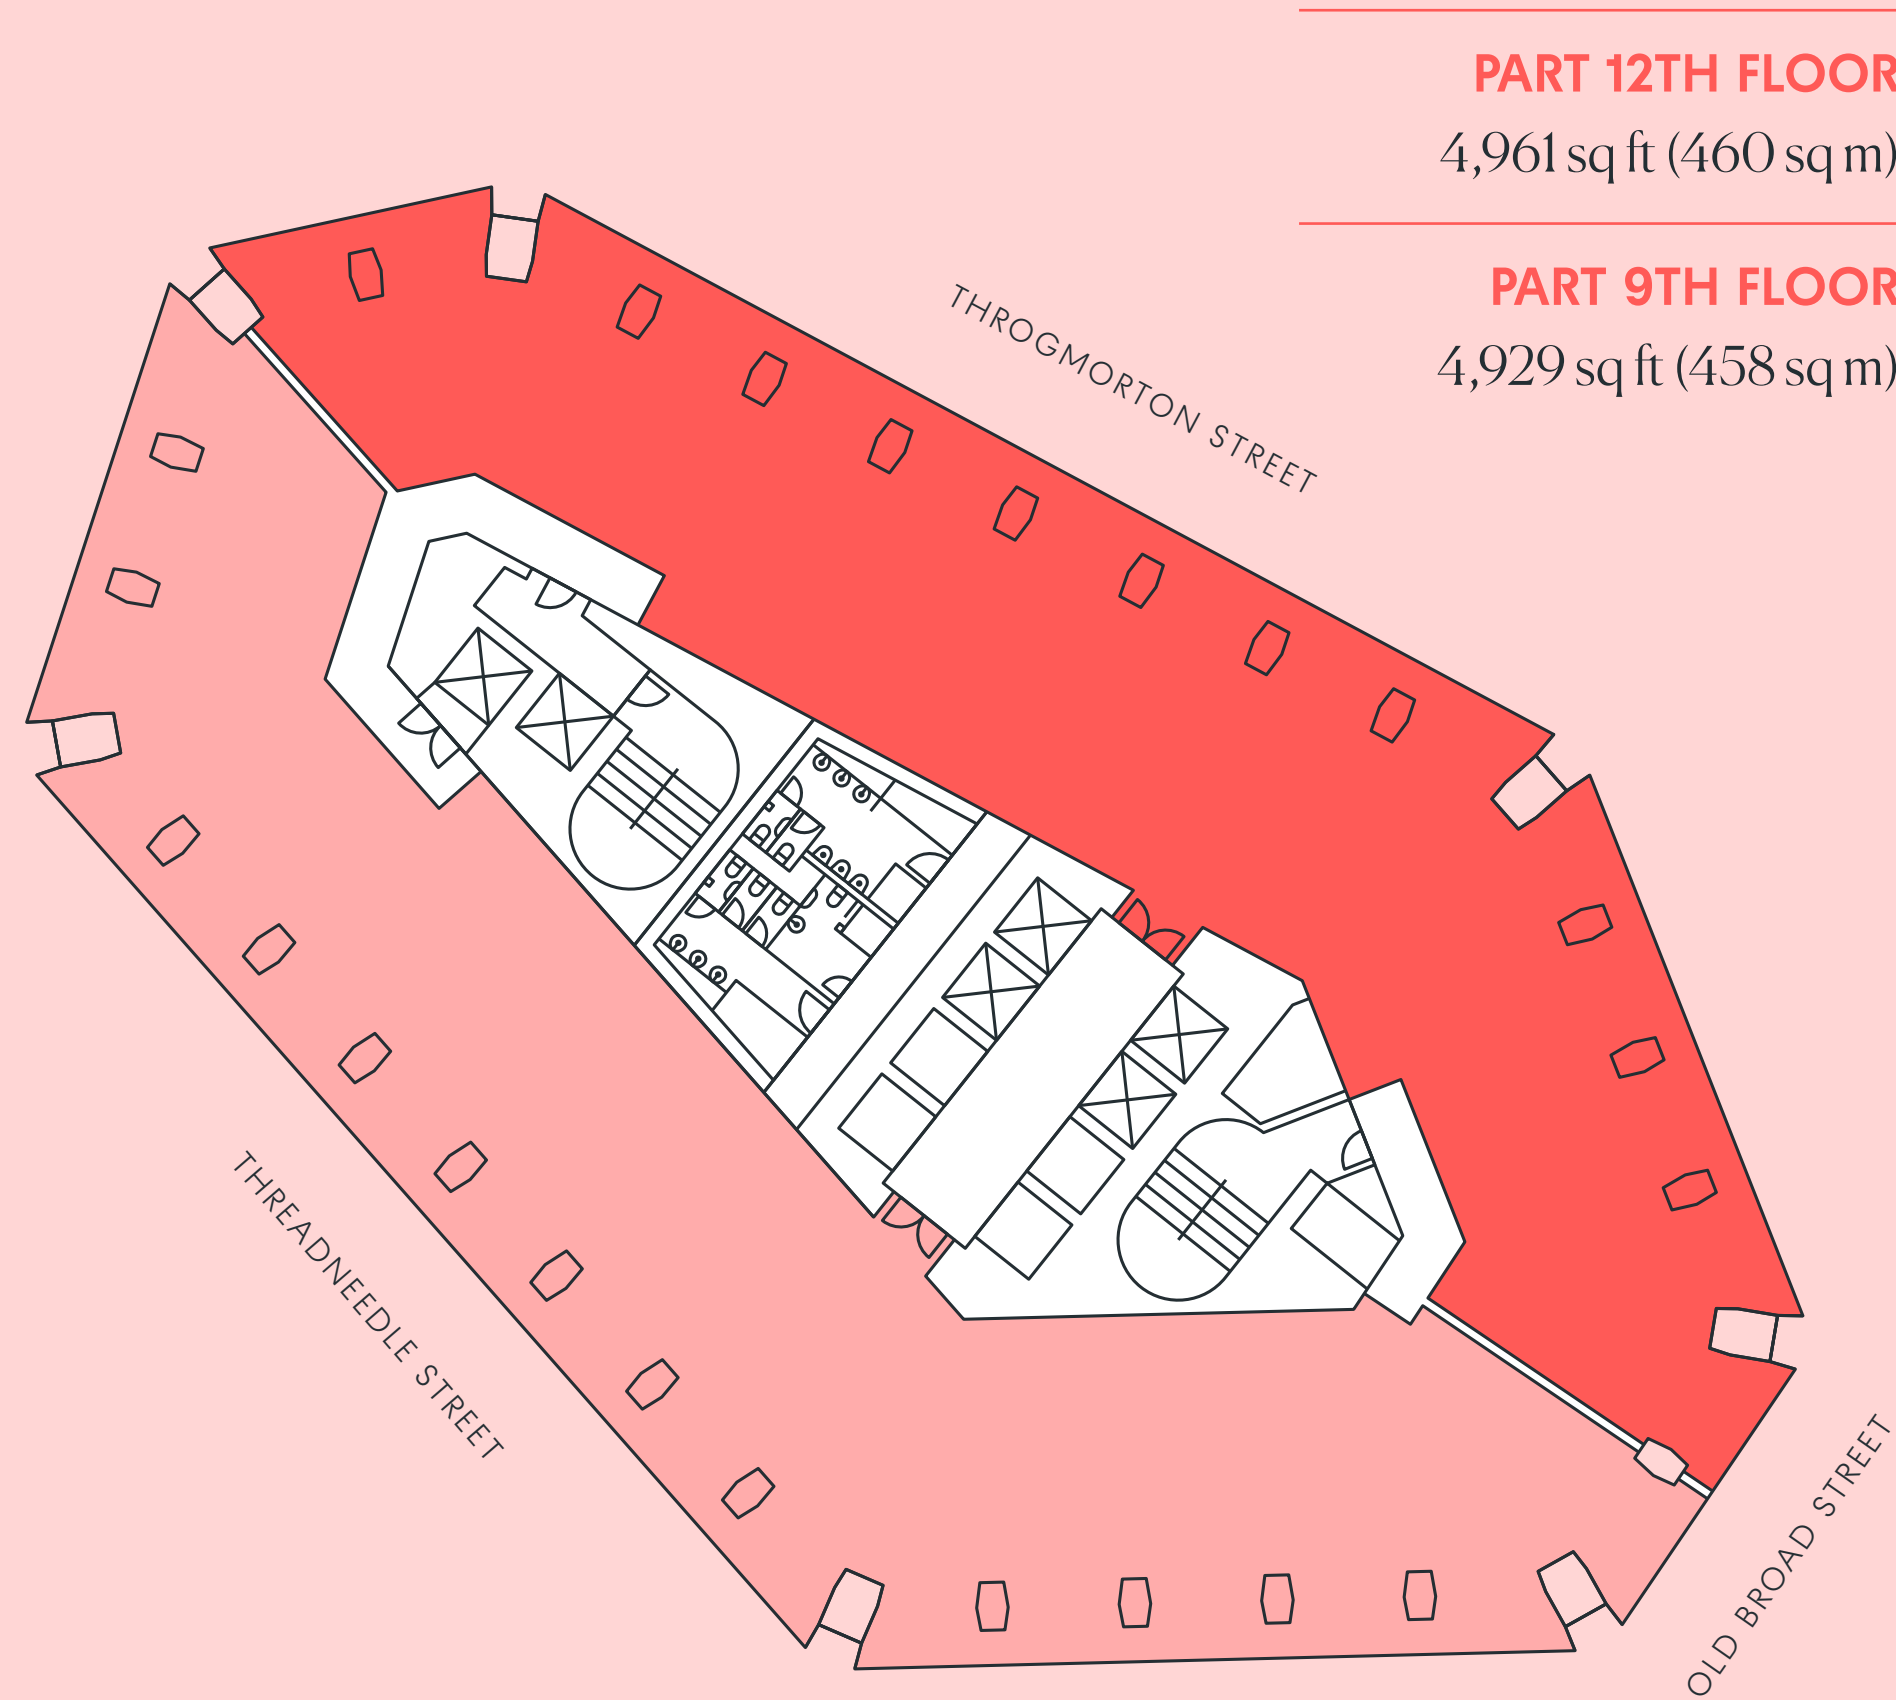 PART 12TH FLOOR
4,961 sq ft (460 sq m)
PART 9TH FLOOR
4,929 sq ft (458 sq m)
THROGMORTON STREET
THREADNEEDLE STREET
OLD BROAD STREET